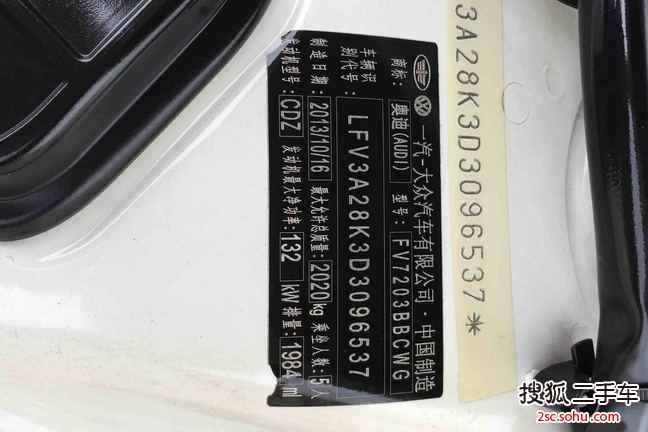 一汽-大众汽车有限公司·中国制造
商标: 奥迪(AUDI) 型号: FV7203BBCWG
车辆识别代号: LFV3A28K3D3096537
制造日期: 2013/10/16 最大允许总质量: 2020 kg 乘坐人数: 5人
发动机型号: CDZ 发动机最大净功率: 132 kW 排量: 1984 ml
3A28K3D3096537*
搜狐二手车
2sc.sohu.com